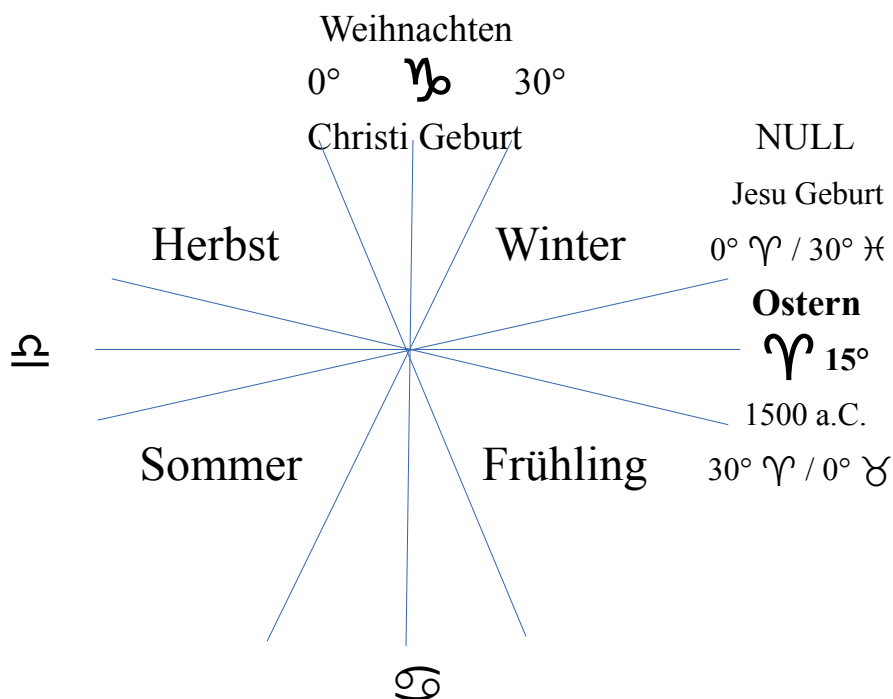 Weihnachten
0° ♑ 30°
Christi Geburt
NULL
Jesu Geburt
Herbst
Winter
0° ♈ / 30° ♓
Ostern
♎
♈ 15°
1500 a.C.
Sommer
Frühling
30° ♈ / 0° ♉
♋